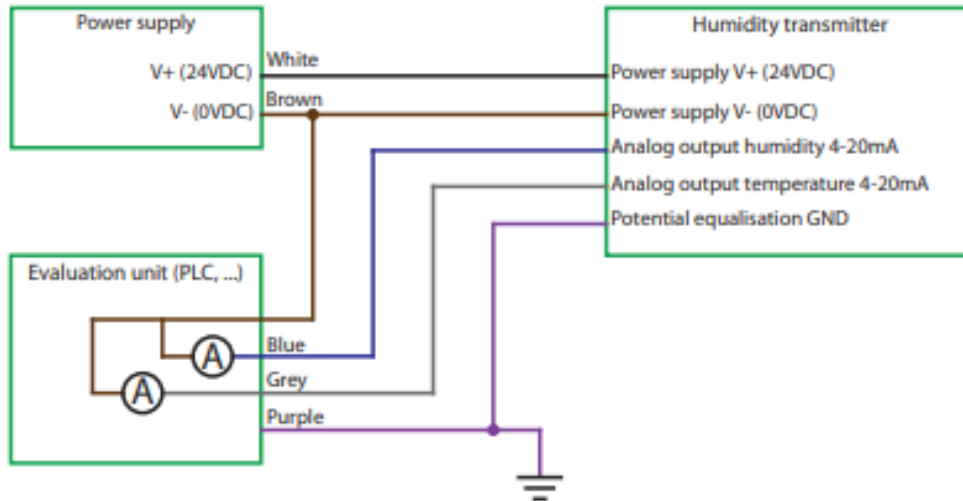 Power supply
V+ (24VDC)
V- (0VDC)
White
Brown
Humidity transmitter
Power supply V+ (24VDC)
Power supply V- (0VDC)
Analog output humidity 4-20mA
Analog output temperature 4-20mA
Potential equalisation GND
Evaluation unit (PLC, ...)
A
Blue
A
Grey
Purple